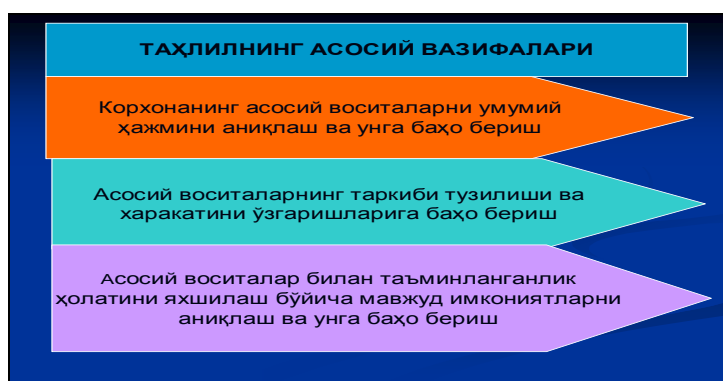 ТАҲЛИЛНИНГ АСОСИЙ ВАЗИФАЛАРИ
Корхонанинг асосий воситаларни умумий
ҳажмини аниқлаш ва унга баҳо бериш
Асосий воситаларнинг таркиби тузилиши ва
харакатини ўзгаришларига баҳо бериш
Асосий воситалар билан таъминланганлик
ҳолатини яхшилаш бўйича мавжуд имкониятларни
аниқлаш ва унга баҳо бериш